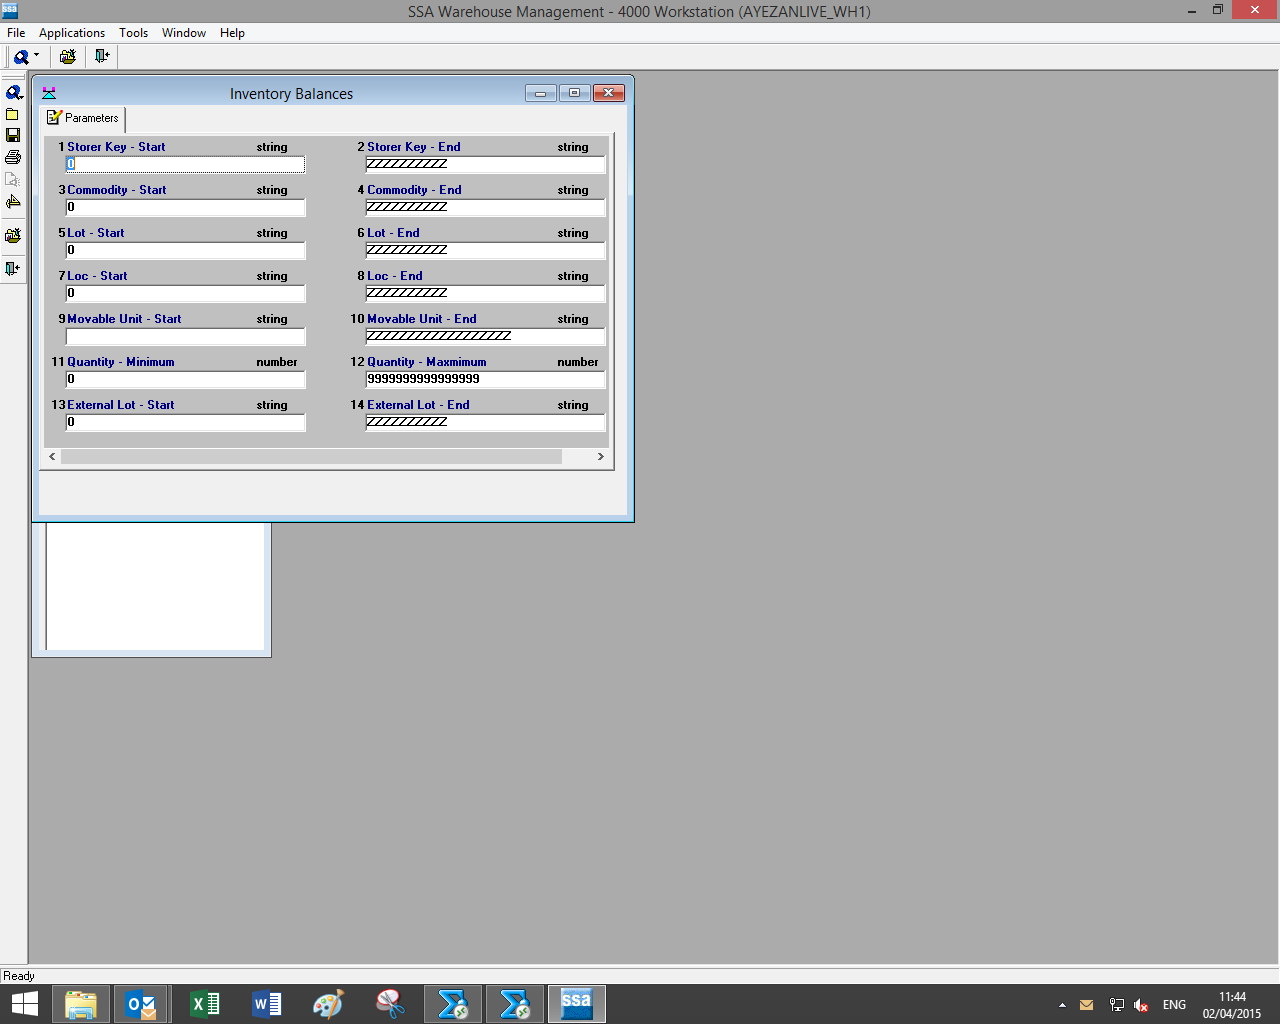 SSA Warehouse Management - 4000 Workstation (AYEZANLIVE_WH1)
File Applications Tools Window Help
Inventory Balances
Parameters
1 Storer Key - Start string 2 Storer Key - End string
0 ZZZZZZZZZZ
3 Commodity - Start string 4 Commodity - End string
0 ZZZZZZZZZZ
5 Lot - Start string 6 Lot - End string
0 ZZZZZZZZZZ
7 Loc - Start string 8 Loc - End string
0 ZZZZZZZZZZ
9 Movable Unit - Start string 10 Movable Unit - End string
ZZZZZZZZZZZZZZZZZZ
11 Quantity - Minimum number 12 Quantity - Maxmimum number
0 9999999999999999
13 External Lot - Start string 14 External Lot - End string
0 ZZZZZZZZZZ
Ready
ssa
ENG
11:44
02/04/2015